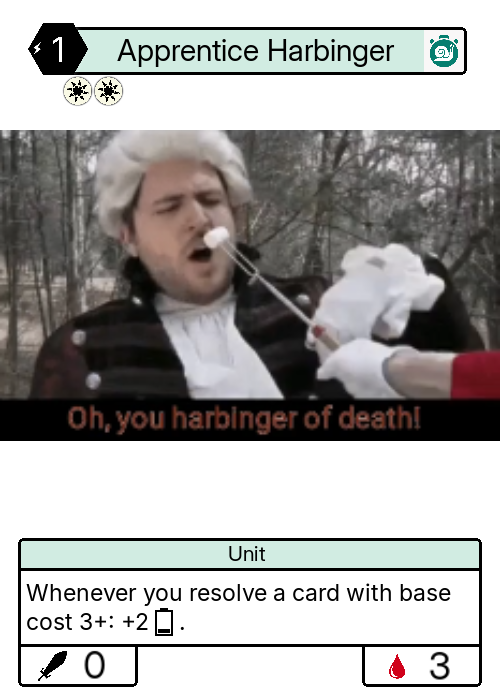 1 Apprentice Harbinger
Oh, you harbinger of death!
Unit
Whenever you resolve a card with base
cost 3+: +2 .
0 3